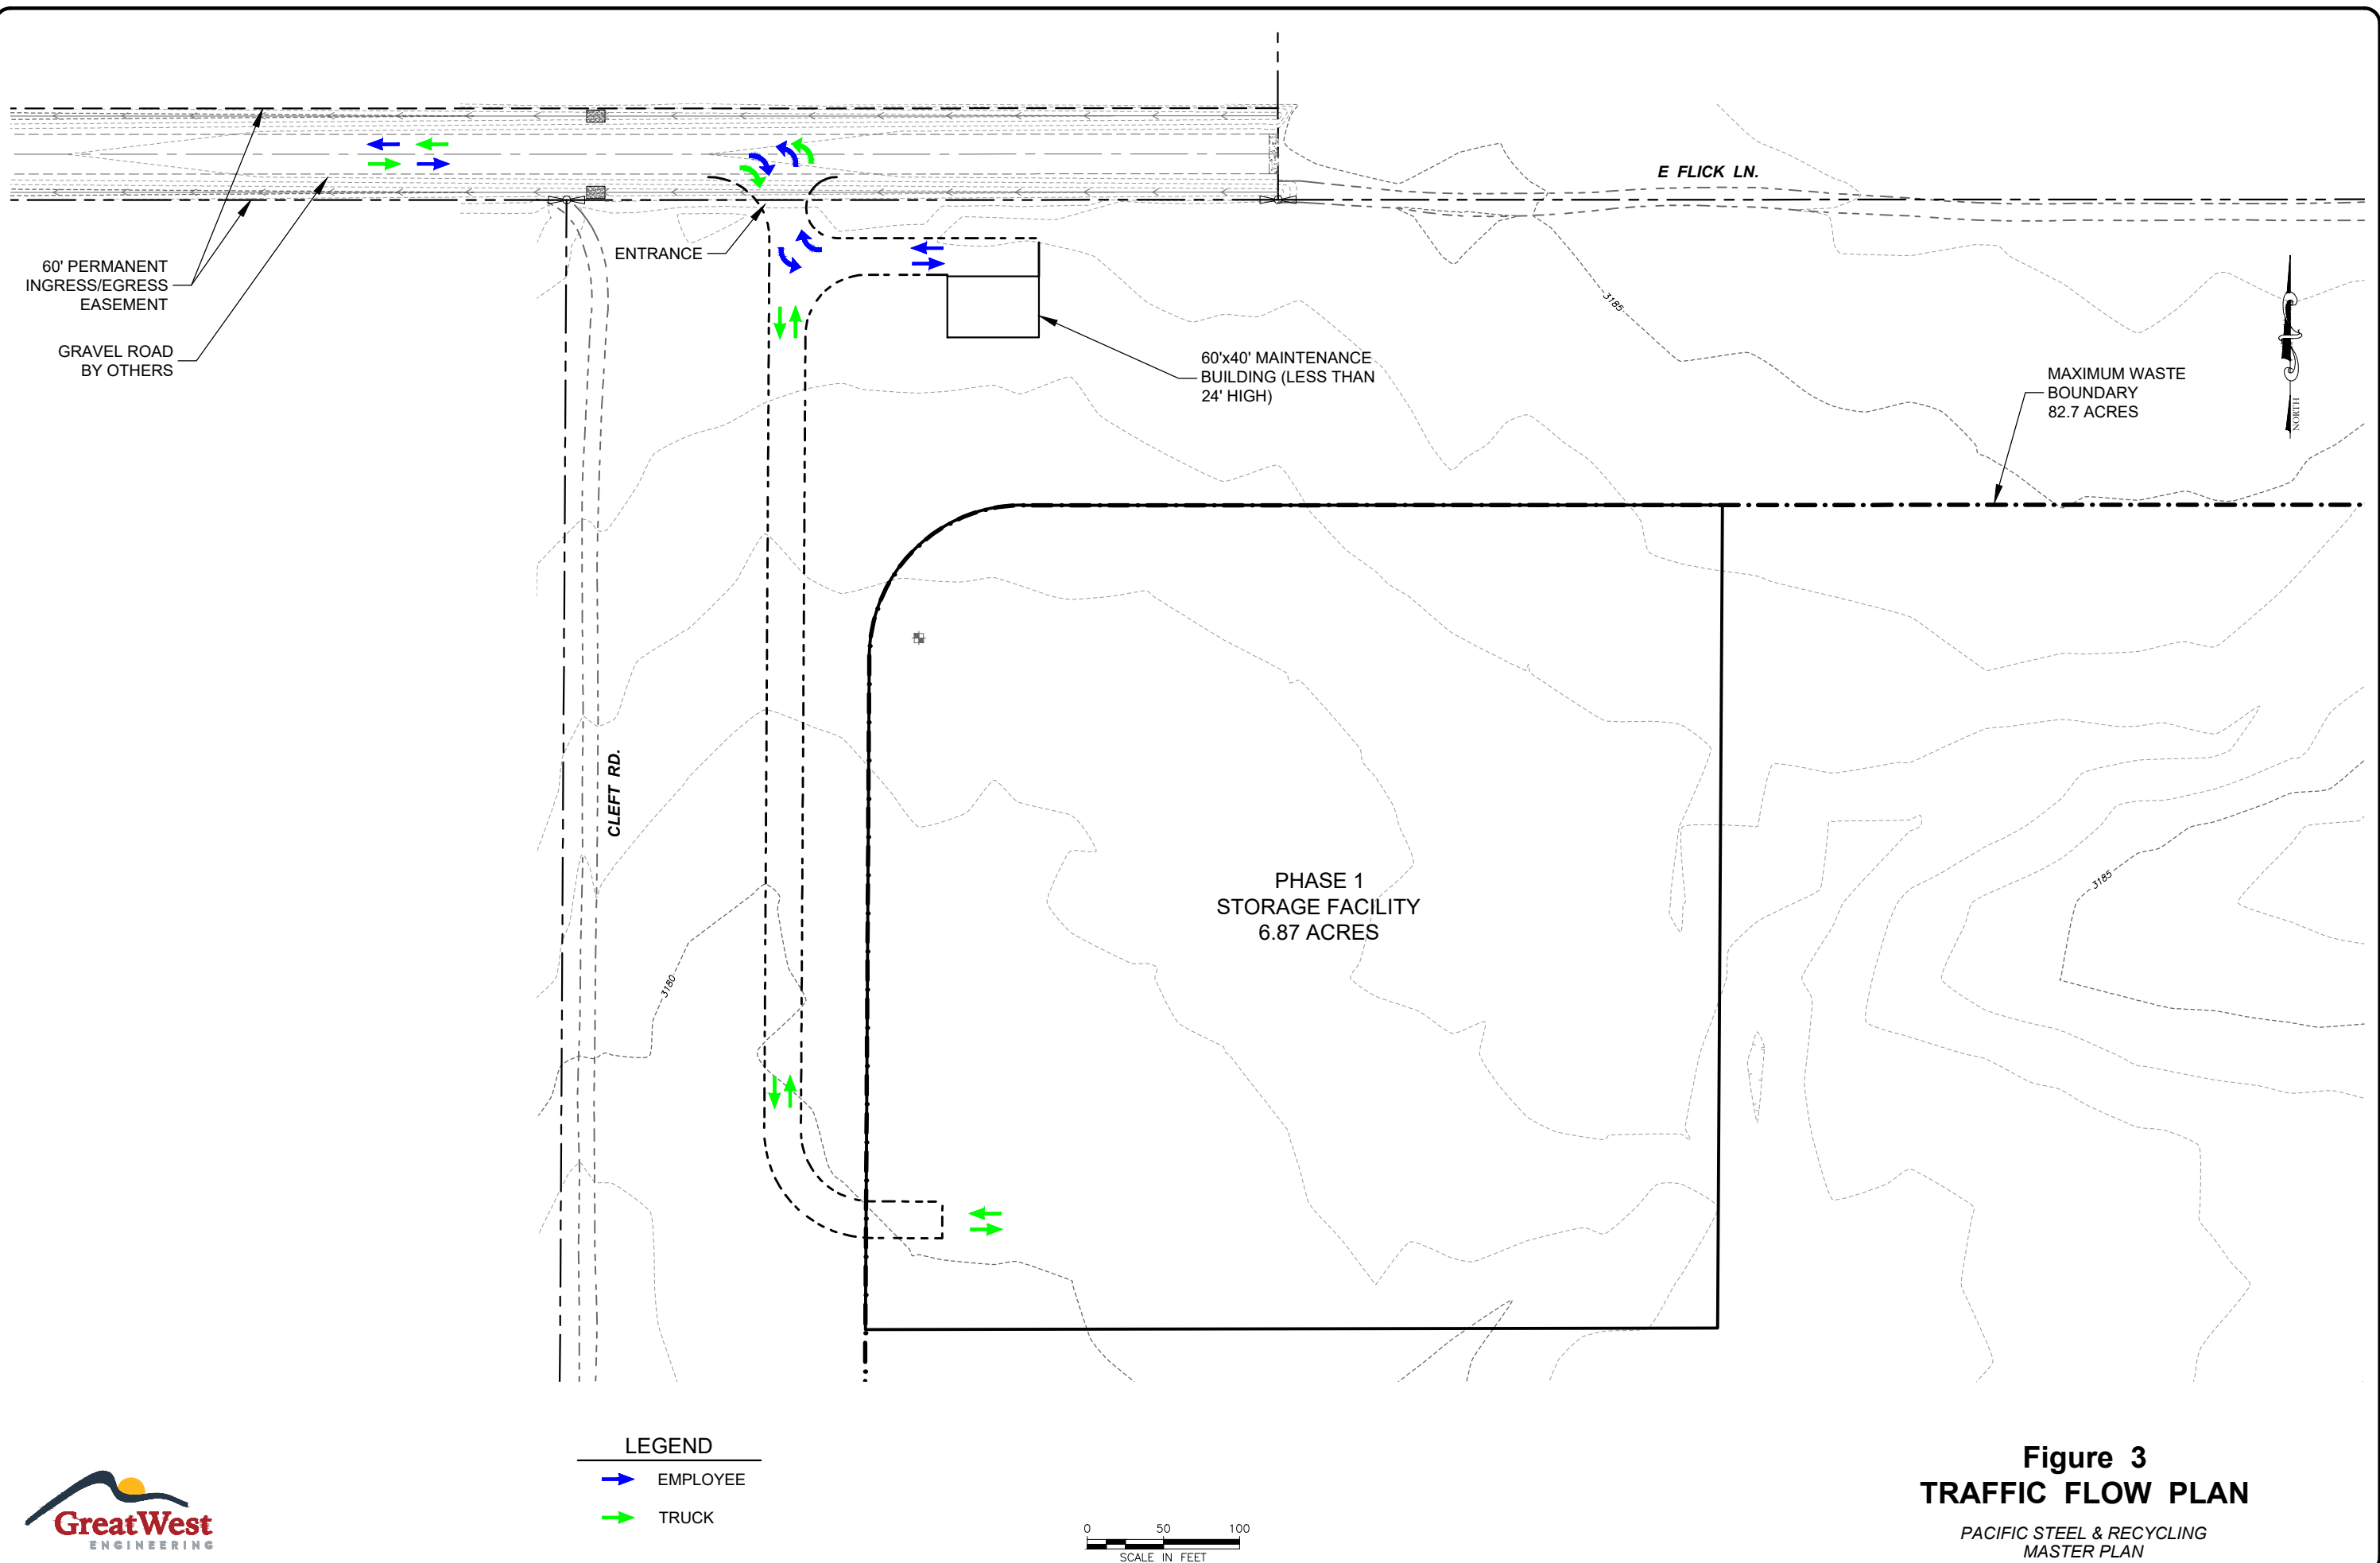 E FLICK LN.
60' PERMANENT
INGRESS/EGRESS
EASEMENT
ENTRANCE
GRAVEL ROAD
BY OTHERS
3185
60'x40' MAINTENANCE
BUILDING (LESS THAN
24' HIGH)
MAXIMUM WASTE
BOUNDARY
82.7 ACRES
NORTH
CLEFT RD.
PHASE 1
STORAGE FACILITY
6.87 ACRES
3185
3180
LEGEND
EMPLOYEE
TRUCK
0 50 100
SCALE IN FEET
GreatWest
ENGINEERING
Figure 3
TRAFFIC FLOW PLAN
PACIFIC STEEL & RECYCLING
MASTER PLAN